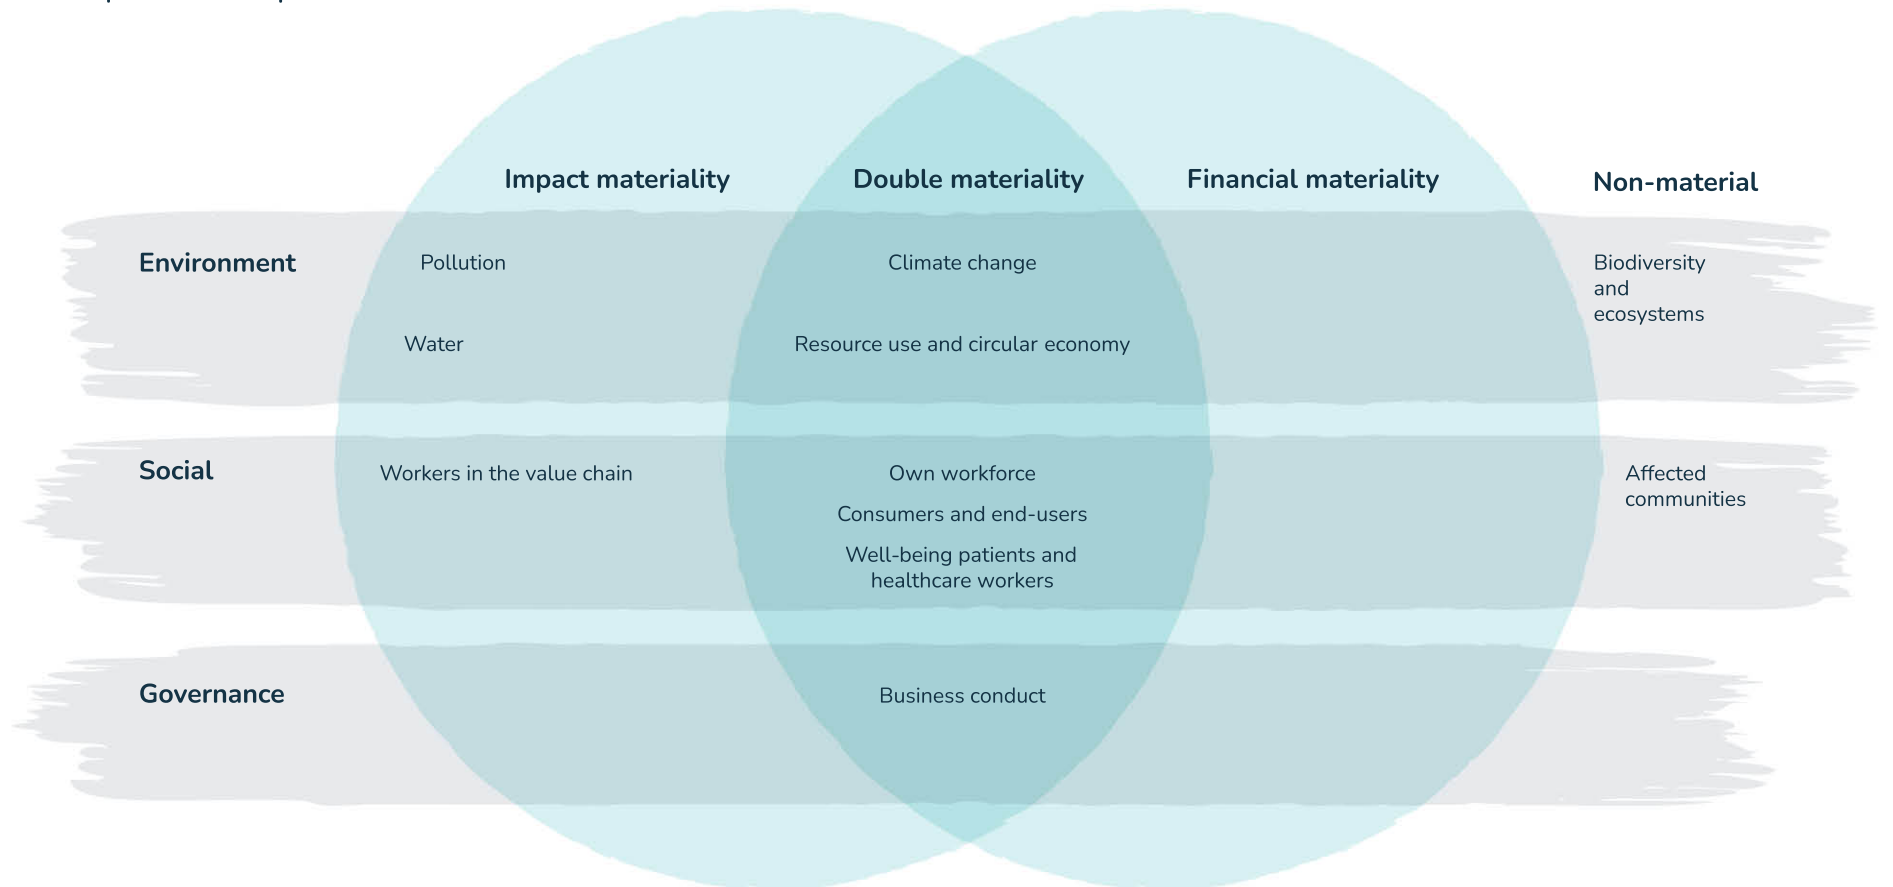 Impact materiality
Double materiality
Financial materiality
Non-material
Environment
Pollution
Climate change
Biodiversity
and
ecosystems
Water
Resource use and circular economy
Social
Workers in the value chain
Own workforce
Affected
communities
Consumers and end-users
Well-being patients and
healthcare workers
Governance
Business conduct